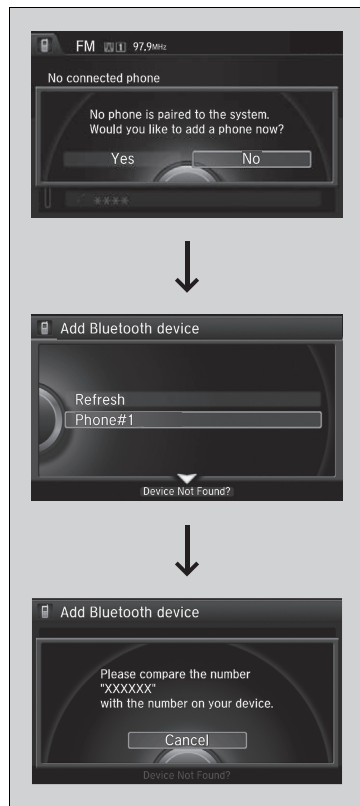 FM 1 97.9MHz
No connected phone
No phone is paired to the system.
Would you like to add a phone now?
Yes No
****
Add Bluetooth device
Refresh
Phone#1
Device Not Found?
Add Bluetooth device
Please compare the number
"XXXXXX"
with the number on your device.
Cancel
Device Not Found?